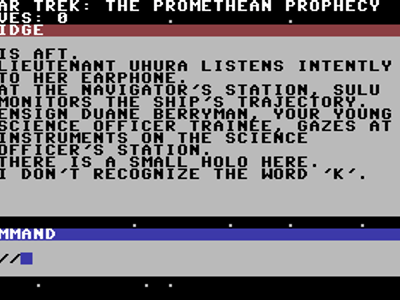 AR TREK: THE PROMETHEAN PROPHECY
VES: 0
IDGE
IS AFT.
LIEUTENANT UHURA LISTENS INTENTLY
TO HER EARPHONE.
AT THE NAVIGATOR'S STATION, SULU
MONITORS THE SHIP'S TRAJECTORY.
ENSIGN DUANE BERRYMAN, YOUR YOUNG
SCIENCE OFFICER TRAINEE, GAZES AT
INSTRUMENTS ON THE SCIENCE
OFFICER'S STATION.
THERE IS A SMALL HOLO HERE.
I DON'T RECOGNIZE THE WORD 'K'.
MMAND
//